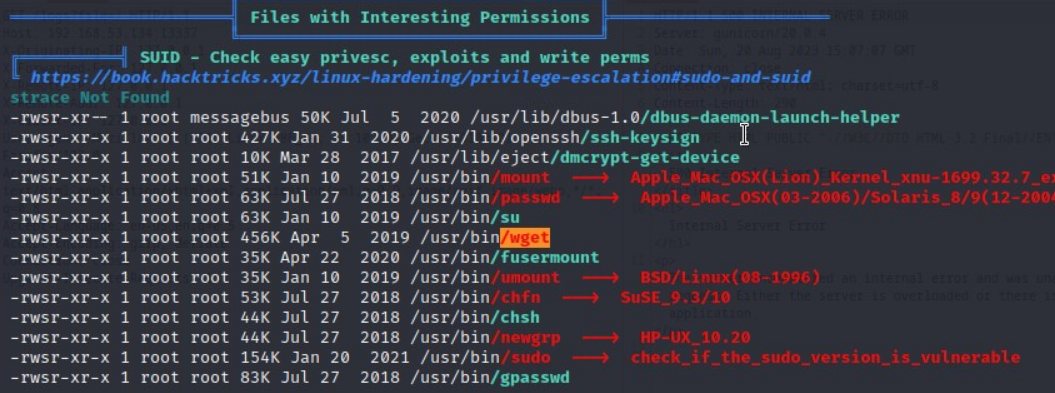 Files with Interesting Permissions
SUID - Check easy privesc, exploits and write perms
https://book.hacktricks.xyz/linux-hardening/privilege-escalation#sudo-and-suid
strace Not Found
-rwsr-xr-- 1 root messagebus 50K Jul  5  2020 /usr/lib/dbus-1.0/dbus-daemon-launch-helper
-rwsr-xr-x 1 root root 427K Jan 31  2020 /usr/lib/openssh/ssh-keysign
-rwsr-xr-x 1 root root 10K Mar 28  2017 /usr/lib/eject/dmcrypt-get-device
-rwsr-xr-x 1 root root 51K Jan 10  2019 /usr/bin/mount  --->  Apple_Mac_OSX(Lion)_Kernel_xnu-1699.32.7_ex
-rwsr-xr-x 1 root root 63K Jul 27  2018 /usr/bin/passwd  --->  Apple_Mac_OSX(03-2006)/Solaris_8/9(12-2004
-rwsr-xr-x 1 root root 63K Jan 10  2019 /usr/bin/su
-rwsr-xr-x 1 root root 456K Apr  5  2019 /usr/bin/wget
-rwsr-xr-x 1 root root 35K Apr 22  2020 /usr/bin/fusermount
-rwsr-xr-x 1 root root 35K Jan 10  2019 /usr/bin/umount  --->  BSD/Linux(08-1996)
-rwsr-xr-x 1 root root 53K Jul 27  2018 /usr/bin/chfn  --->  SuSE_9.3/10
-rwsr-xr-x 1 root root 44K Jul 27  2018 /usr/bin/chsh
-rwsr-xr-x 1 root root 44K Jul 27  2018 /usr/bin/newgrp  --->  HP-UX_10.20
-rwsr-xr-x 1 root root 154K Jan 20  2021 /usr/bin/sudo  --->  check_if_the_sudo_version_is_vulnerable
-rwsr-xr-x 1 root root 83K Jul 27  2018 /usr/bin/gpasswd